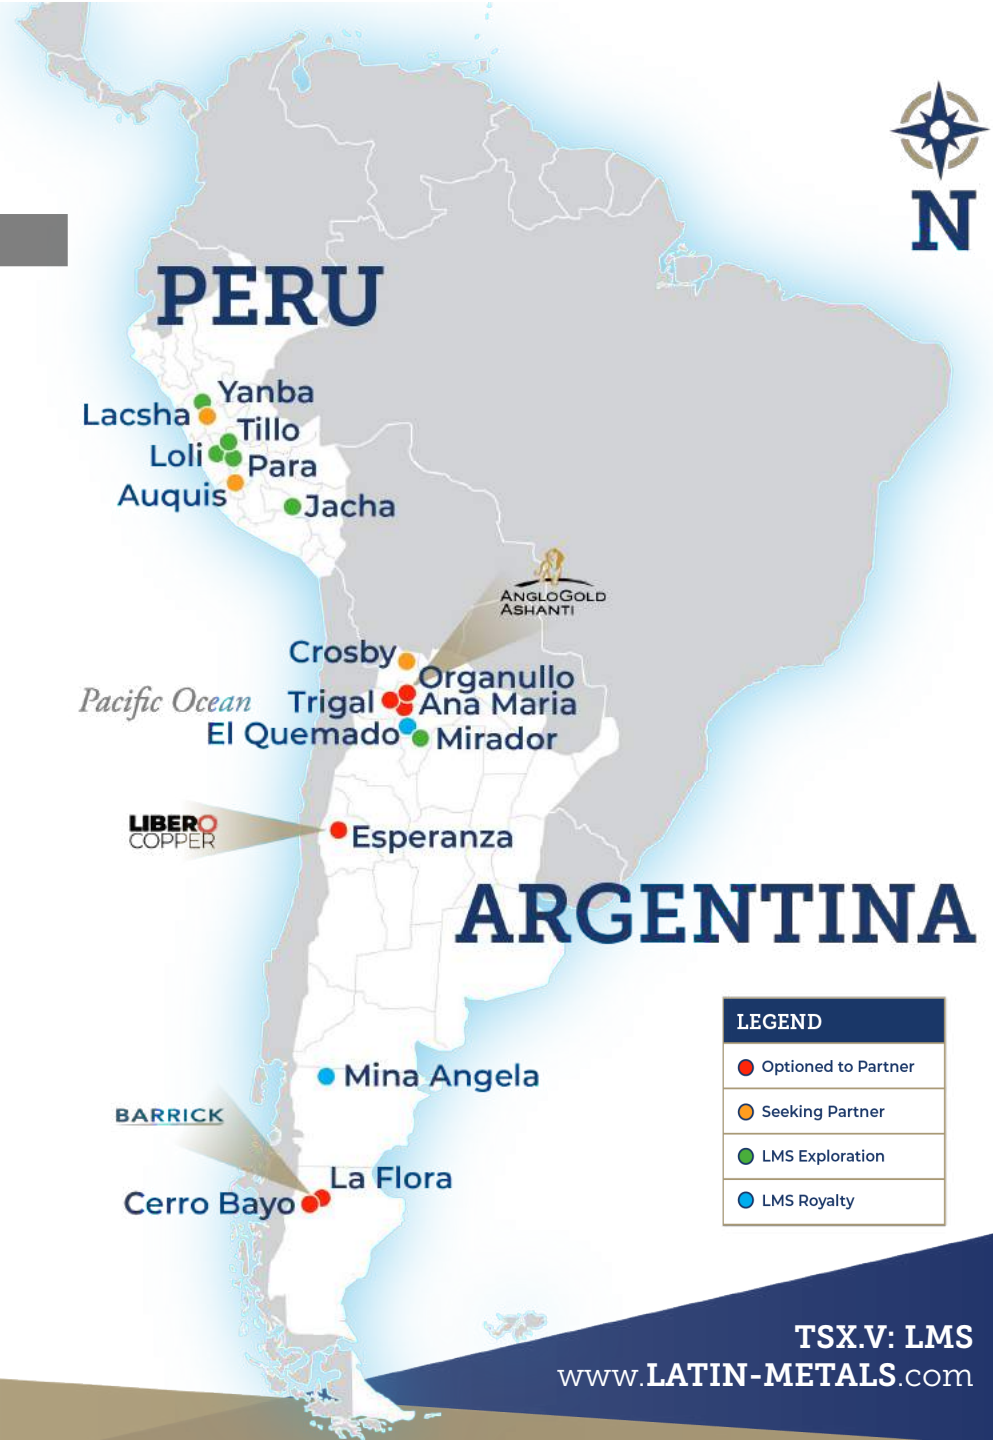 N
PERU
Yanba
Lacsha
Tillo
Loli
Para
Auquis
Jacha
ANGLOGOLD
ASHANTI
Crosby
Organullo
Pacific Ocean
Trigal
Ana Maria
El Quemado
Mirador
LIBERO
COPPER
Esperanza
ARGENTINA
LEGEND
Optioned to Partner
Seeking Partner
LMS Exploration
LMS Royalty
Mina Angela
BARRICK
La Flora
Cerro Bayo
TSX.V: LMS
www.LATIN-METALS.com